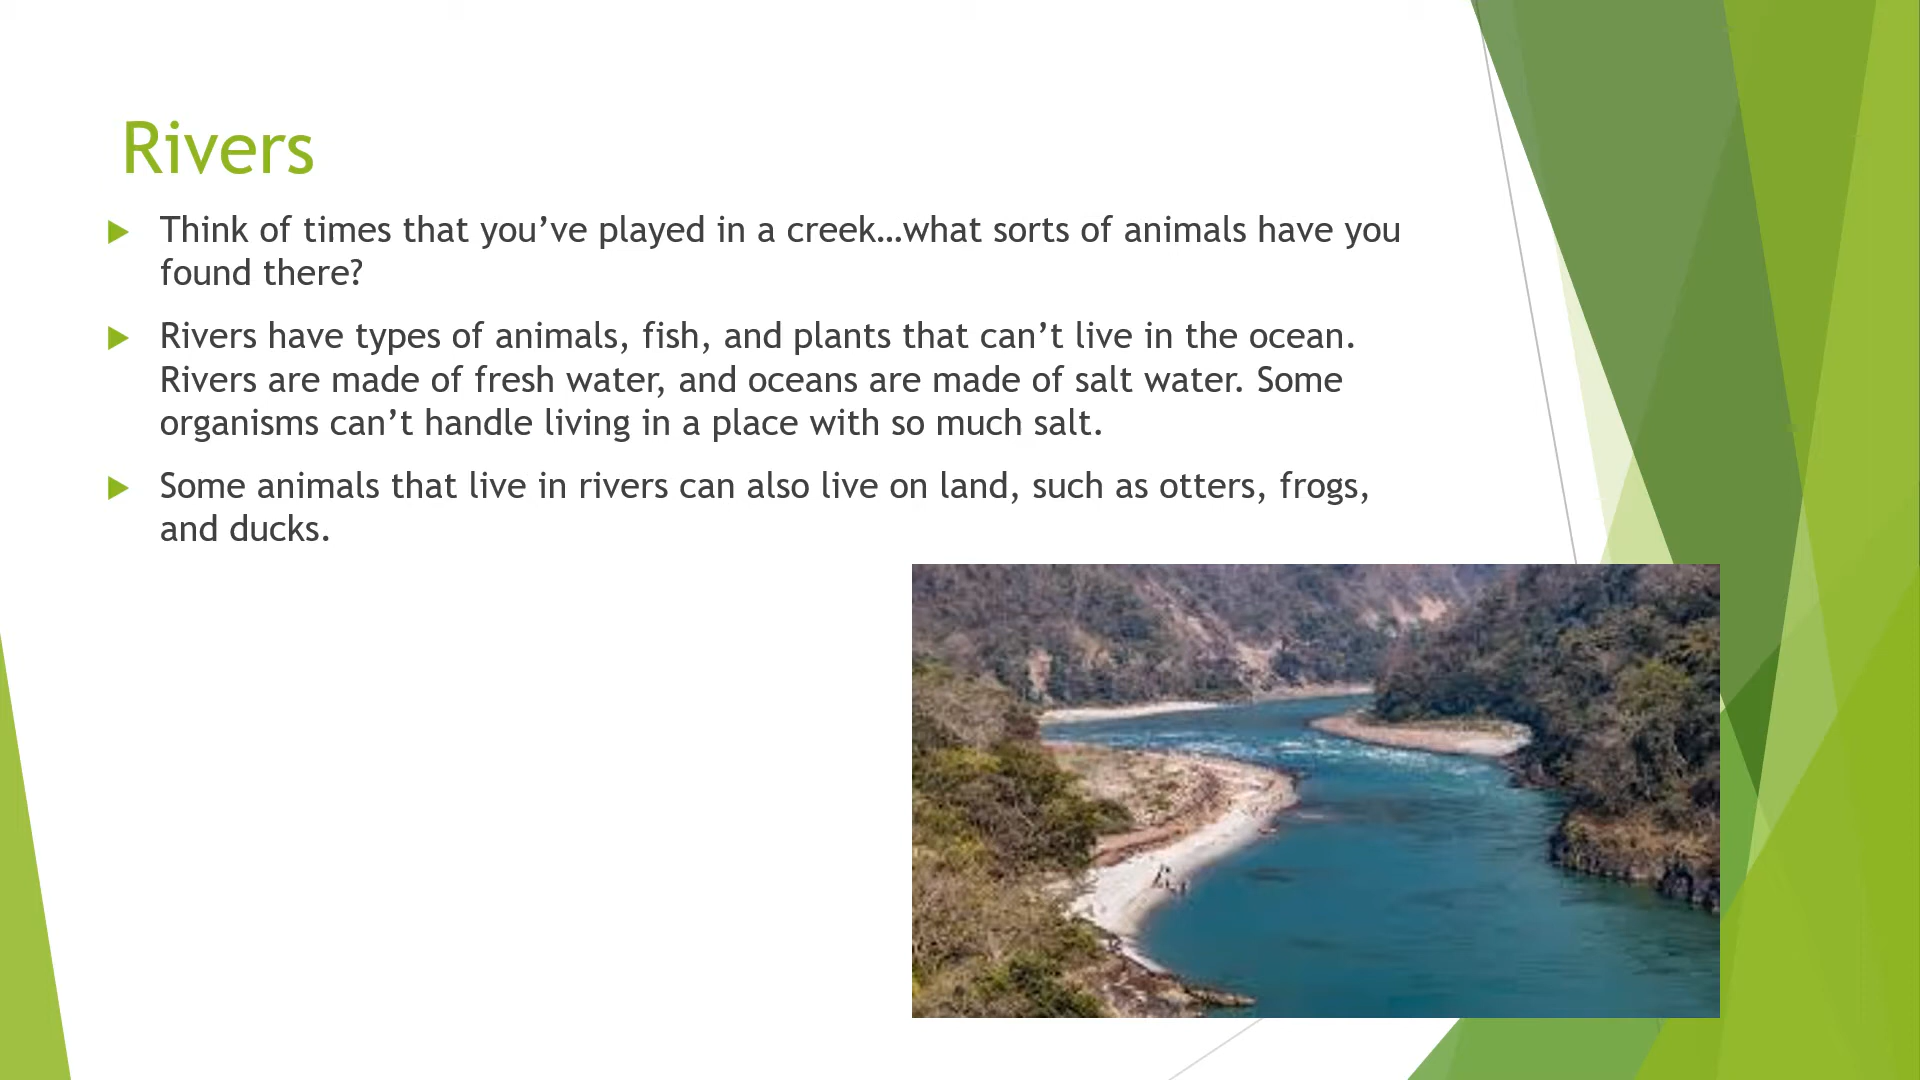 Rivers
Think of times that you’ve played in a creek…what sorts of animals have you
found there?
Rivers have types of animals, fish, and plants that can’t live in the ocean.
Rivers are made of fresh water, and oceans are made of salt water. Some
organisms can’t handle living in a place with so much salt.
Some animals that live in rivers can also live on land, such as otters, frogs,
and ducks.